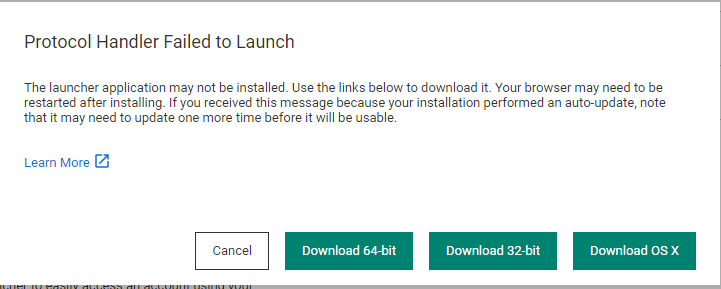 Protocol Handler Failed to Launch
The launcher application may not be installed. Use the links below to download it. Your browser may need to be
restarted after installing. If you received this message because your installation performed an auto-update, note
that it may need to update one more time before it will be usable.
Learn More
Cancel Download 64-bit Download 32-bit Download OS X
to easily access an account using your